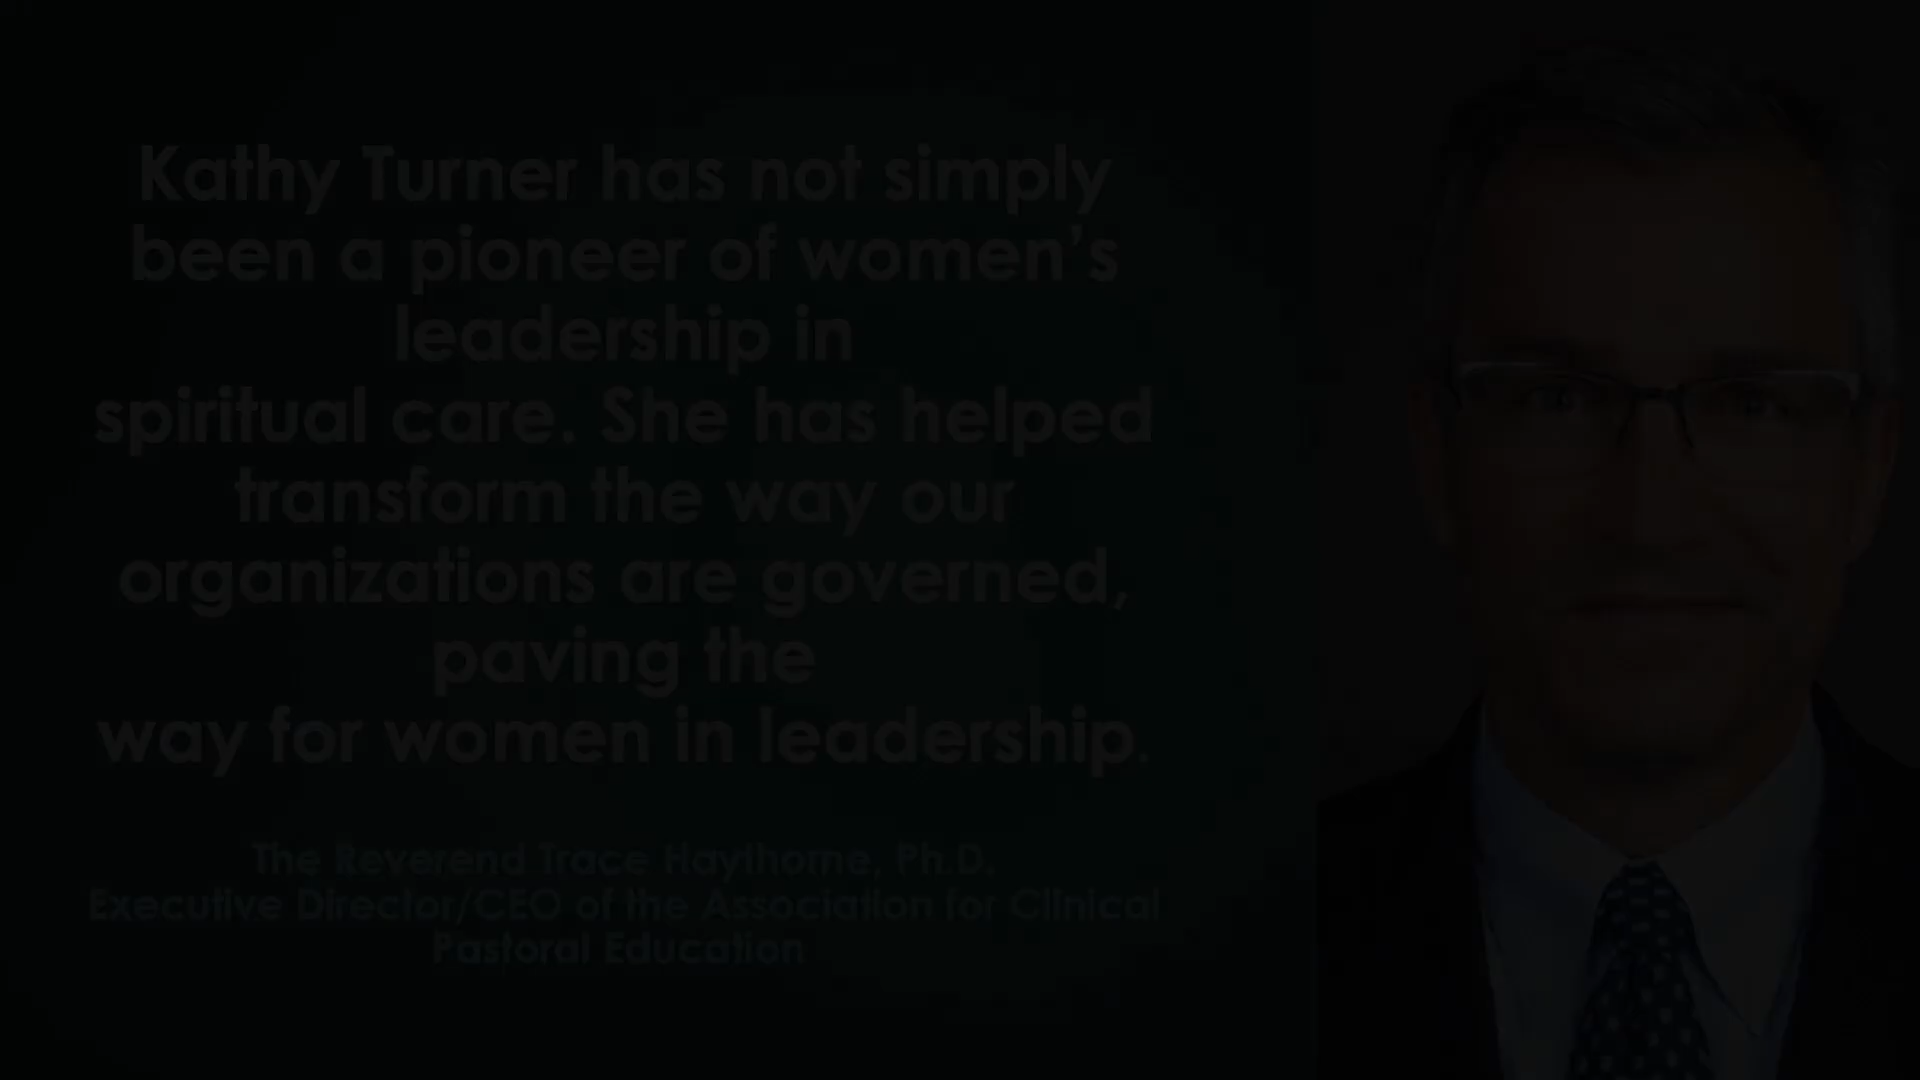 Kathy Turner has not simply
been a pioneer of women’s
leadership in
spiritual care. She has helped
transform the way our
organizations are governed,
paving the
way for women in leadership.
The Reverend Trace Haythorne, Ph.D.
Executive Director/CEO of the Association for Clinical
Pastoral Education